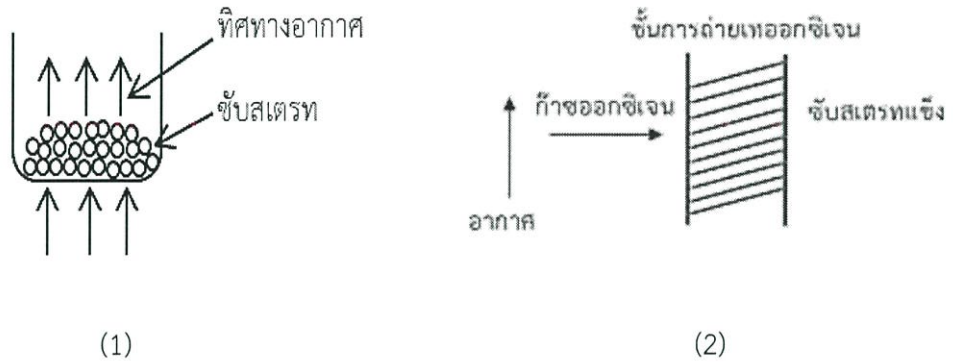 ทิศทางอากาศ
ซับสเตรท
(1)
ชั้นการถ่ายเทออกซิเจน
ก๊าซออกซิเจน
ซับสเตรทแข็ง
อากาศ
(2)